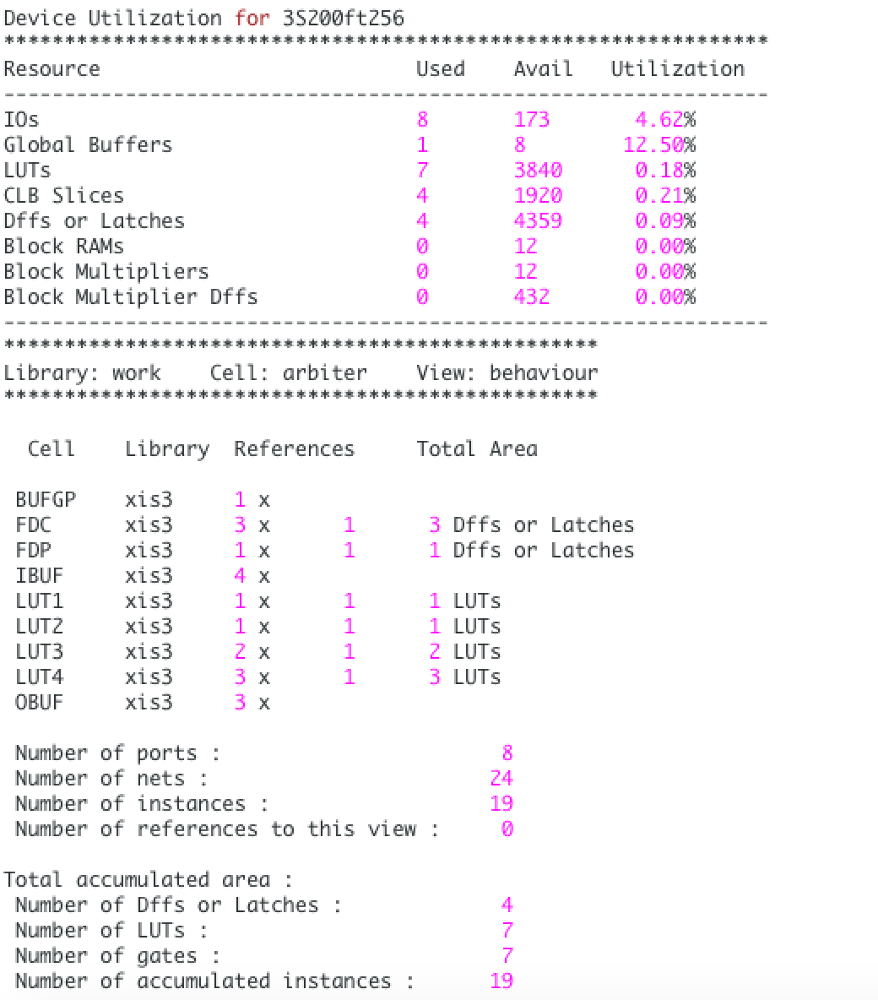 Device Utilization for 3S200ft256
***************************************************************
Resource Used Avail Utilization
---------------------------------------------------------------
IOs 8 173 4.62%
Global Buffers 1 8 12.50%
LUTs 7 3840 0.18%
CLB Slices 4 1920 0.21%
Dffs or Latches 4 4359 0.09%
Block RAMs 0 12 0.00%
Block Multipliers 0 12 0.00%
Block Multiplier Dffs 0 432 0.00%
---------------------------------------------------------------
*************************************************
Library: work Cell: arbiter View: behaviour
*************************************************
Cell Library References Total Area
BUFGP xis3 1 x
FDC xis3 3 x 1 3 Dffs or Latches
FDP xis3 1 x 1 1 Dffs or Latches
IBUF xis3 4 x
LUT1 xis3 1 x 1 1 LUTs
LUT2 xis3 1 x 1 1 LUTs
LUT3 xis3 2 x 1 2 LUTs
LUT4 xis3 3 x 1 3 LUTs
OBUF xis3 3 x
Number of ports : 8
Number of nets : 24
Number of instances : 19
Number of references to this view : 0
Total accumulated area :
Number of Dffs or Latches : 4
Number of LUTs : 7
Number of gates : 7
Number of accumulated instances : 19